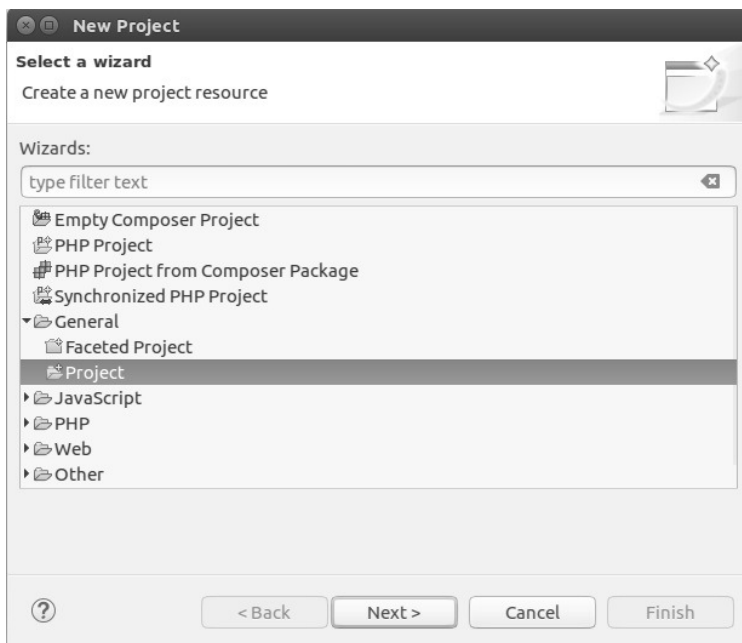 New Project
Select a wizard
Create a new project resource
Wizards:
type filter text
Empty Composer Project
PHP Project
PHP Project from Composer Package
Synchronized PHP Project
General
Faceted Project
Project
JavaScript
PHP
Web
Other
? < Back Next > Cancel Finish